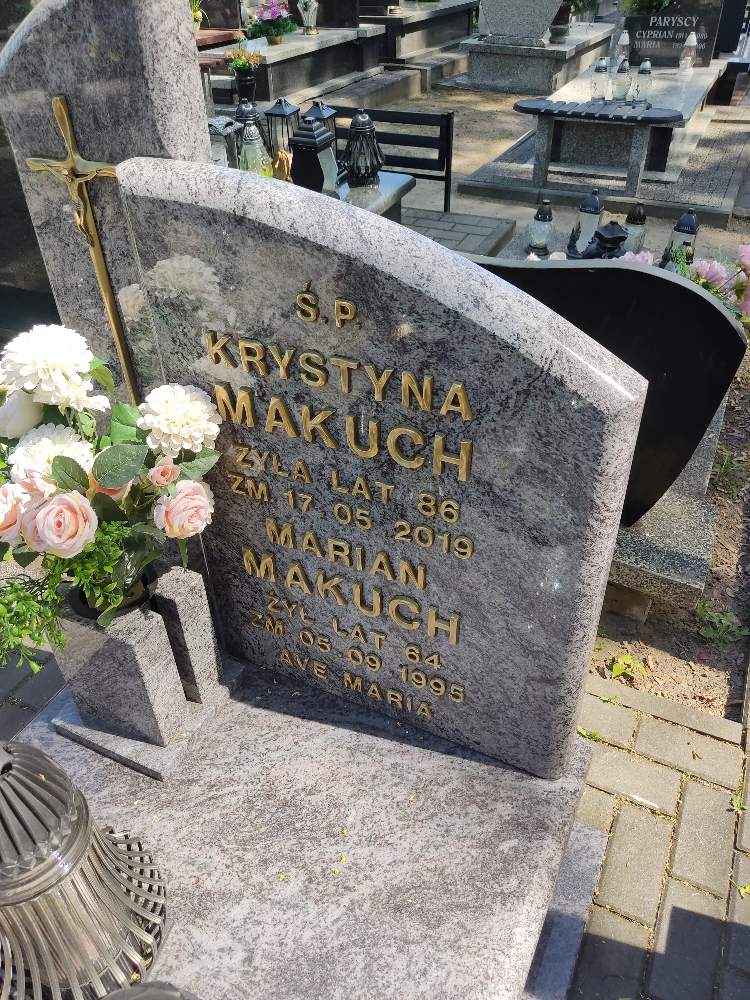 Ś.P.
KRYSTYNA
MAKUCH
ŻYŁA LAT 86
ZM. 17 05 2019
MARIAN
MAKUCH
ŻYŁ LAT 64
ZM. 05 09 1995
AVE MARIA
PARYSCY
CYPRIAN
MARIA